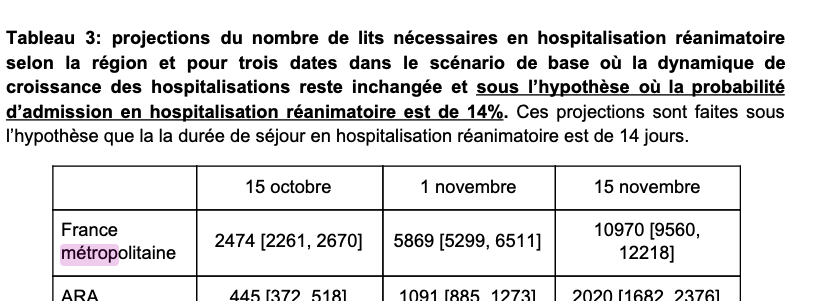 Tableau 3: projections du nombre de lits nécessaires en hospitalisation réanimatoire
selon la région et pour trois dates dans le scénario de base où la dynamique de
croissance des hospitalisations reste inchangée et sous l'hypothèse où la probabilité
d'admission en hospitalisation réanimatoire est de 14%. Ces projections sont faites sous
l'hypothèse que la la durée de séjour en hospitalisation réanimatoire est de 14 jours.
15 octobre 1 novembre 15 novembre
France
métropolitaine
2474 [2261, 2670] 5869 [5299, 6511]
10970 [9560,
12218]
ARA 445 [372, 518] 1091 [885, 1273] 2020 [1682, 2376]